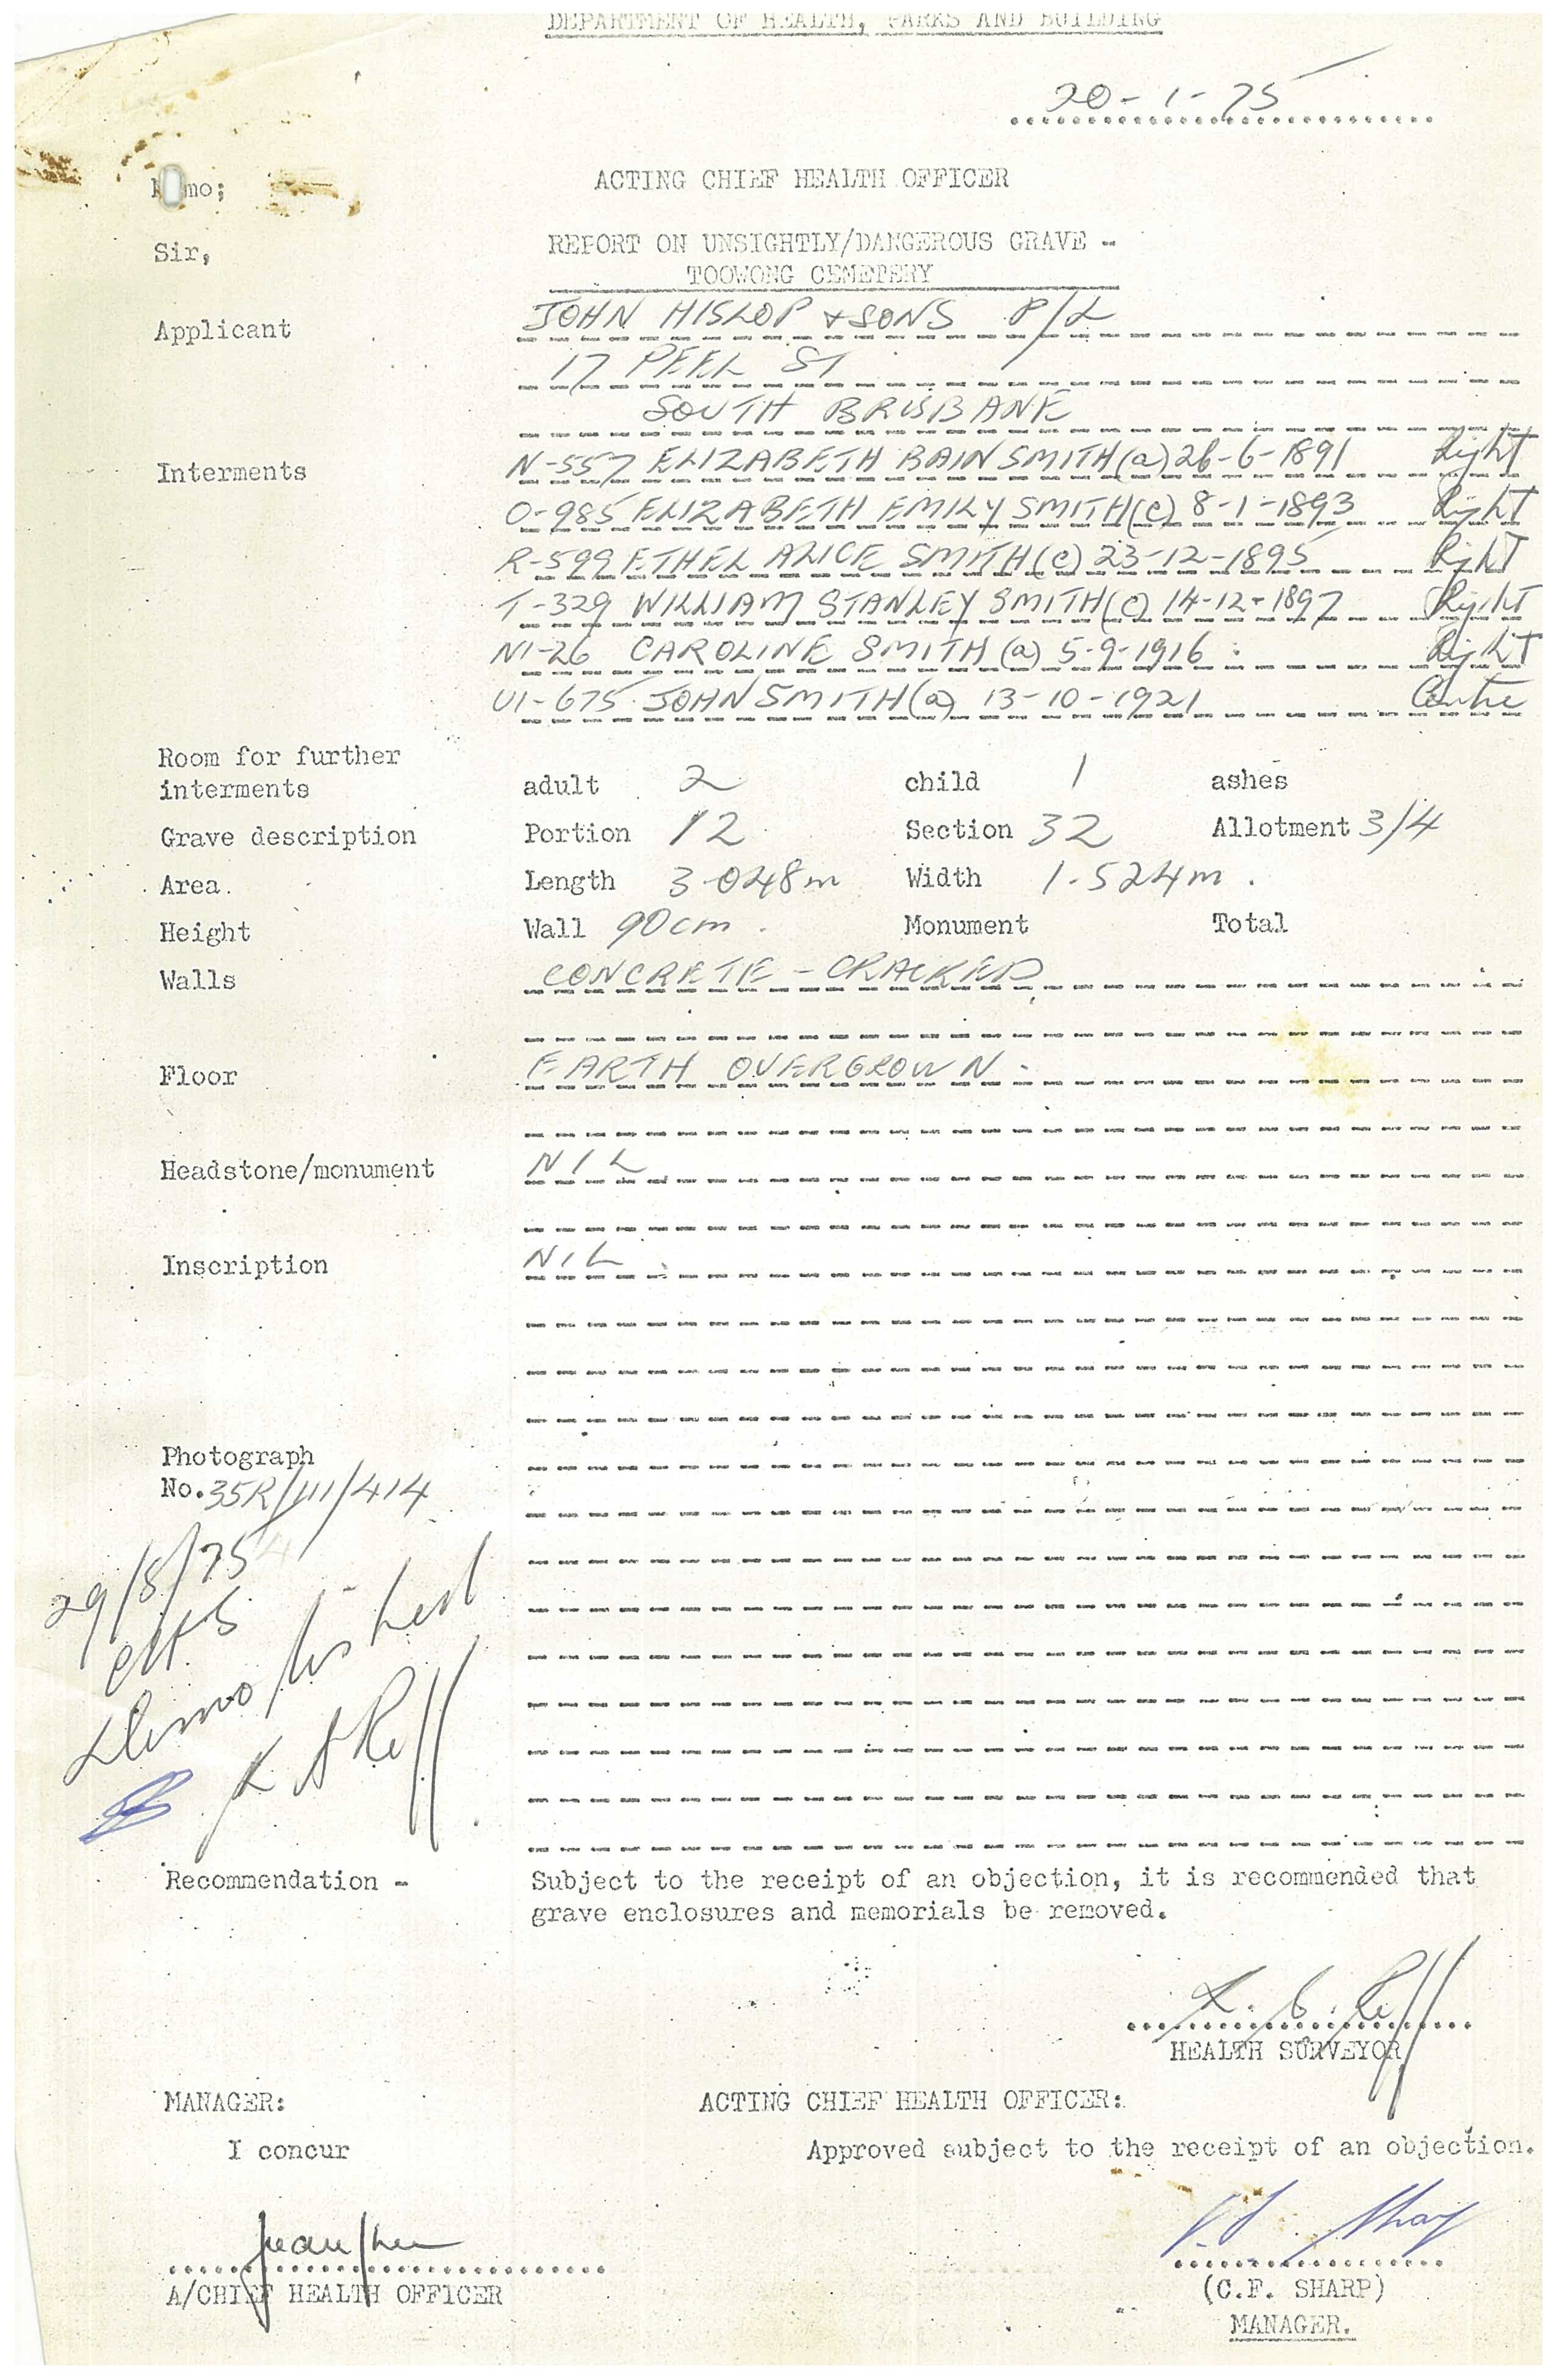 DEPARTMENT OF HEALTH, PARKS AND BUILDING
20-1-75
mo;
ACTING CHIEF HEALTH OFFICER
Sir,
REPORT ON UNSIGHTLY/DANGEROUS GRAVE -
TOOWONG CEMETERY
Applicant JOHN HISLOP & SONS P/L
17 PEEL ST
SOUTH BRISBANE
Interments N-557 ELIZABETH BAIN SMITH (a) 26-6-1891 Right
O-985 ELIZABETH EMILY SMITH (c) 8-1-1893 Right
R-599 ETHEL ALICE SMITH (c) 23-12-1895 Right
T-329 WILLIAM STANLEY SMITH (c) 14-12-1897 Right
N1-26 CAROLINE SMITH (a) 5-9-1916 Right
U1-675 JOHN SMITH (a) 13-10-1921 Centre
Room for further
interments adult 2 child 1 ashes
Grave description Portion 12 Section 32 Allotment 3/4
Area. Length 3.048m Width 1.524m.
Height Wall 90cm. Monument Total
Walls CONCRETE - CRACKED
Floor EARTH OVERGROWN.
Headstone/monument NIL
Inscription NIL.
Photograph
No. 35R/111/414
29/8/75
Demolished
Recommendation - Subject to the receipt of an objection, it is recommended that
grave enclosures and memorials be removed.
HEALTH SURVEYOR
MANAGER: ACTING CHIEF HEALTH OFFICER:
I concur Approved subject to the receipt of an objection.
A/CHIEF HEALTH OFFICER
(C.F. SHARP)
MANAGER.